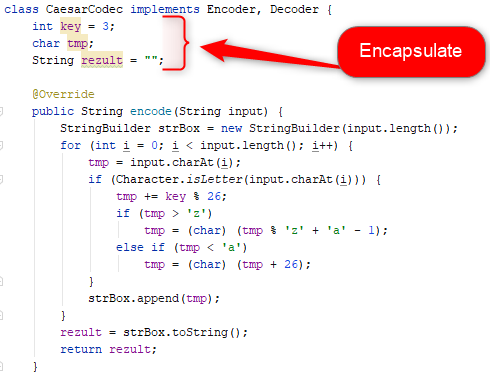 class CaesarCodec implements Encoder, Decoder {
int key = 3;
char tmp;
String rezult = "";
Encapsulate
@Override
public String encode(String input) {
StringBuilder strBox = new StringBuilder(input.length());
for (int i = 0; i < input.length(); i++) {
tmp = input.charAt(i);
if (Character.isLetter(input.charAt(i))) {
tmp += key % 26;
if (tmp > 'z')
tmp = (char) (tmp % 'z' + 'a' - 1);
else if (tmp < 'a')
tmp = (char) (tmp + 26);
}
strBox.append(tmp);
}
rezult = strBox.toString();
return rezult;
}